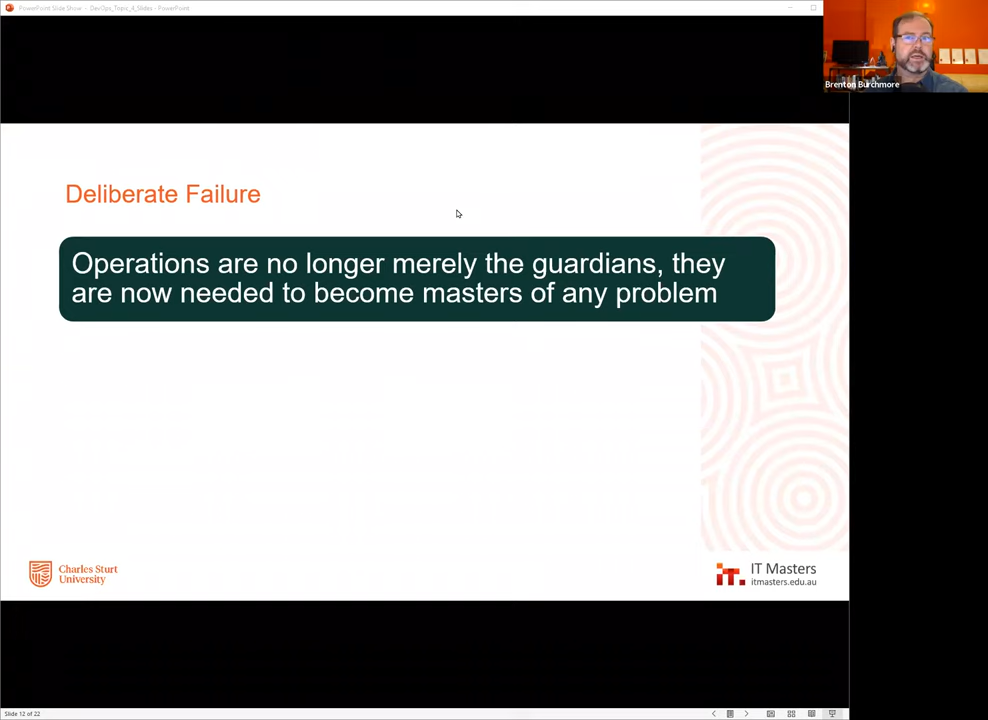 PowerPoint Slide Show - DevOps_Topic_4_Slides - PowerPoint
Brenton Burchmore
Deliberate Failure
Operations are no longer merely the guardians, they
are now needed to become masters of any problem
Charles Sturt
University
IT Masters
itmasters.edu.au
Slide 12 of 22